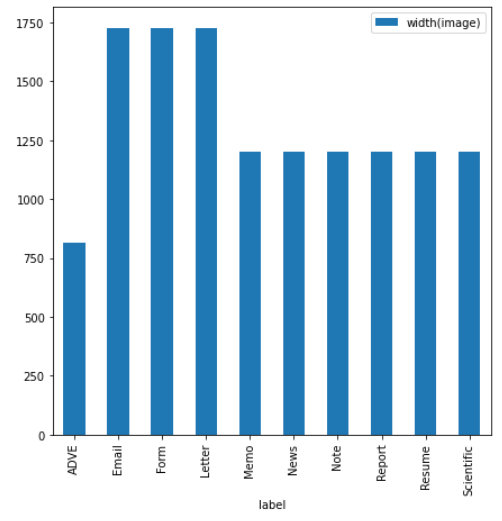 1750
1500
1250
1000
750
500
250
0
width(image)
ADVE
Email
Form
Letter
Memo
News
Note
Report
Resume
Scientific
label